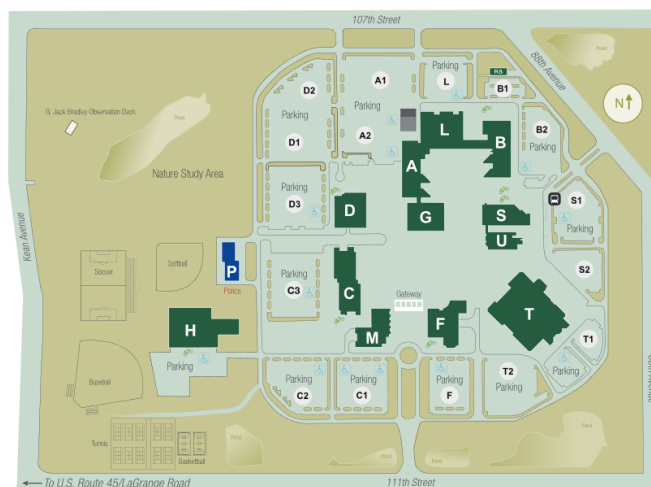 107th Street
88th Avenue
Pond
RS
Parking
L
B1
A1
D2
Parking
Parking
G. Jack Bradley Observation Deck
Pond
N
A2
D1
L
B
B2
Parking
Nature Study Area
A
Parking
D3
D
G
S
S1
Parking
U
Kean Avenue
Softball
Soccer
P
Police
Parking
C3
C
S2
Gateway
T
H
M
F
T1
Parking
Parking
Parking
C2
Parking
C1
Parking
F
T2
Parking
Baseball
Tennis
Basketball
Pond
Pond
Pond
Pond
To U.S. Route 45/LaGrange Road
111th Street